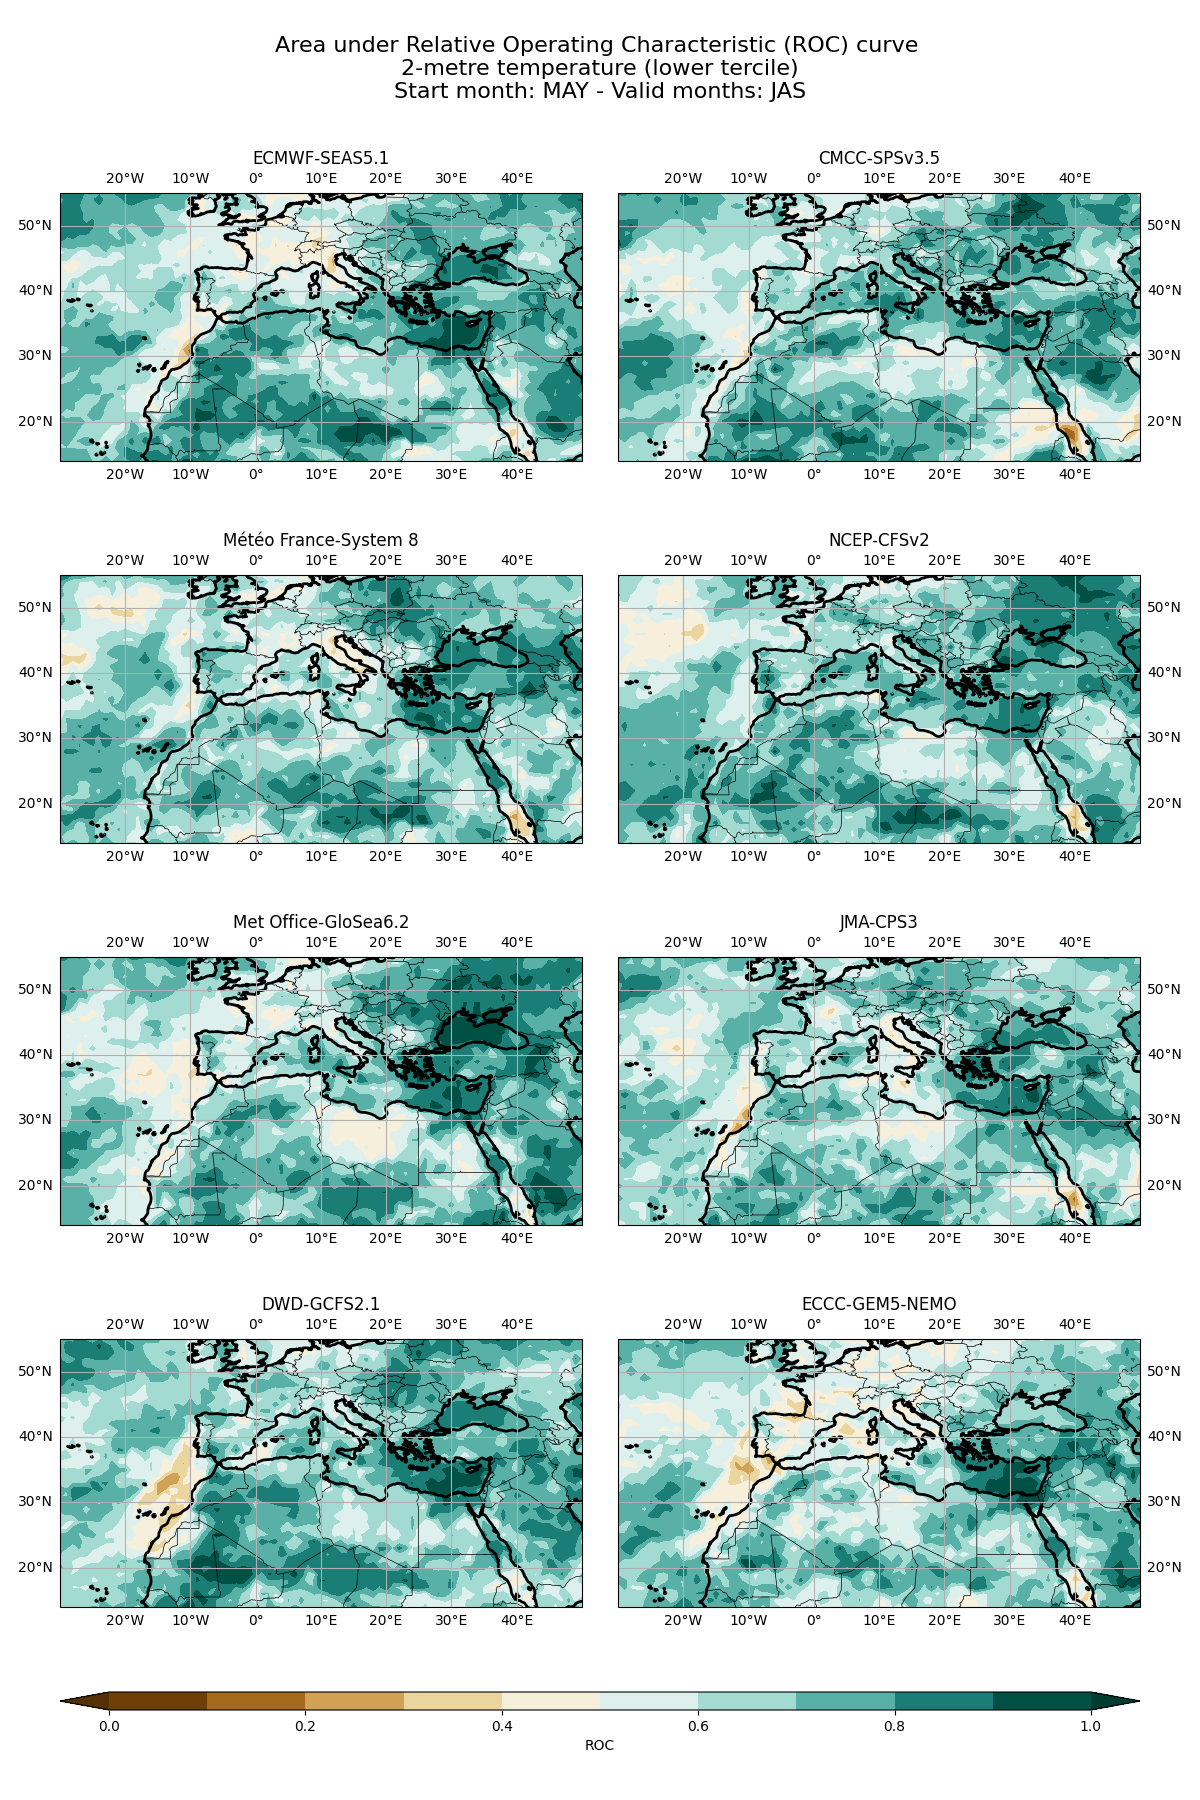 Area under Relative Operating Characteristic (ROC) curve
2-metre temperature (lower tercile)
Start month: MAY - Valid months: JAS
ECMWF-SEAS5.1
20°W 10°W 0° 10°E 20°E 30°E 40°E
50°N
40°N
30°N
20°N
20°W 10°W 0° 10°E 20°E 30°E 40°E
CMCC-SPSv3.5
20°W 10°W 0° 10°E 20°E 30°E 40°E
50°N
40°N
30°N
20°N
20°W 10°W 0° 10°E 20°E 30°E 40°E
Météo France-System 8
20°W 10°W 0° 10°E 20°E 30°E 40°E
50°N
40°N
30°N
20°N
20°W 10°W 0° 10°E 20°E 30°E 40°E
NCEP-CFSv2
20°W 10°W 0° 10°E 20°E 30°E 40°E
50°N
40°N
30°N
20°N
20°W 10°W 0° 10°E 20°E 30°E 40°E
Met Office-GloSea6.2
20°W 10°W 0° 10°E 20°E 30°E 40°E
50°N
40°N
30°N
20°N
20°W 10°W 0° 10°E 20°E 30°E 40°E
JMA-CPS3
20°W 10°W 0° 10°E 20°E 30°E 40°E
50°N
40°N
30°N
20°N
20°W 10°W 0° 10°E 20°E 30°E 40°E
DWD-GCFS2.1
20°W 10°W 0° 10°E 20°E 30°E 40°E
50°N
40°N
30°N
20°N
20°W 10°W 0° 10°E 20°E 30°E 40°E
ECCC-GEM5-NEMO
20°W 10°W 0° 10°E 20°E 30°E 40°E
50°N
40°N
30°N
20°N
20°W 10°W 0° 10°E 20°E 30°E 40°E
0.0 0.2 0.4 0.6 0.8 1.0
ROC